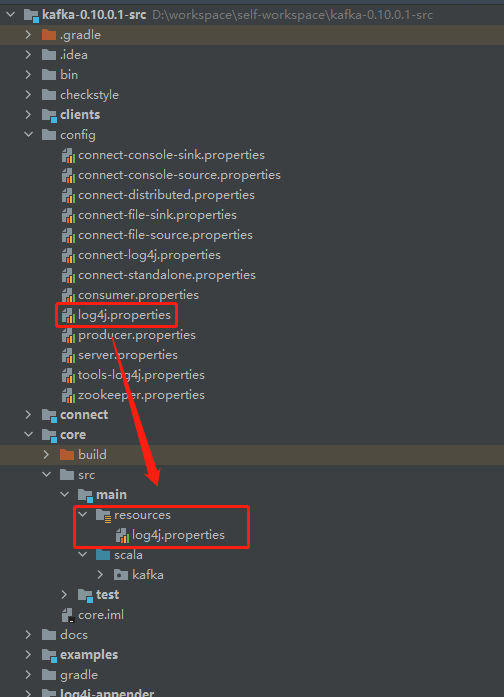 kafka-0.10.0.1-src D:\workspace\self-workspace\kafka-0.10.0.1-src
.gradle
.idea
bin
checkstyle
clients
config
connect-console-sink.properties
connect-console-source.properties
connect-distributed.properties
connect-file-sink.properties
connect-file-source.properties
connect-log4j.properties
connect-standalone.properties
consumer.properties
log4j.properties
producer.properties
server.properties
tools-log4j.properties
zookeeper.properties
connect
core
build
src
main
resources
log4j.properties
scala
kafka
test
core.iml
docs
examples
gradle
log4j-appender